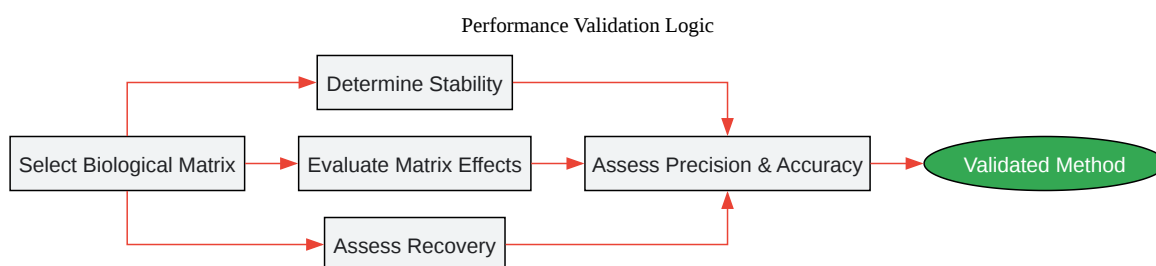 Performance Validation Logic
Determine Stability
Select Biological Matrix
Evaluate Matrix Effects
Assess Precision & Accuracy
Validated Method
Assess Recovery